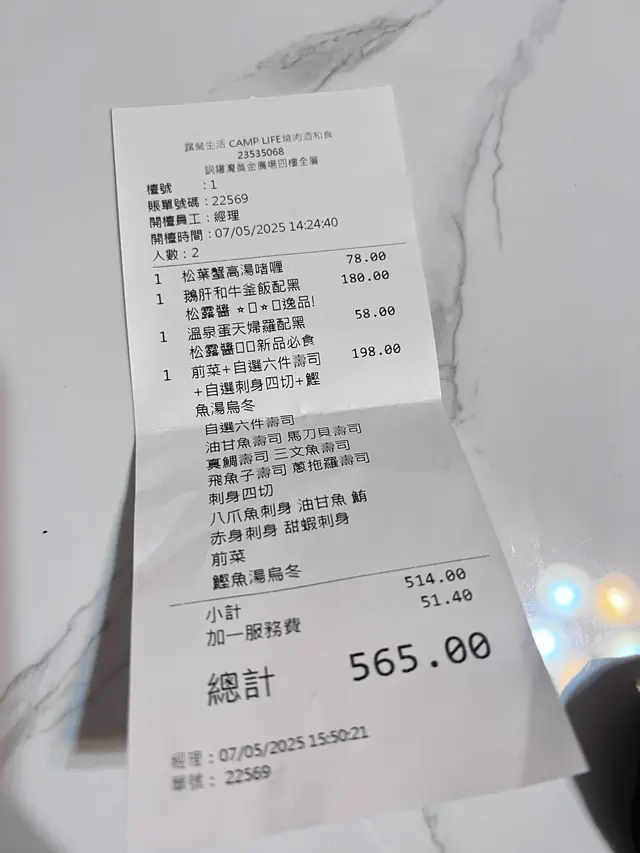 露營生活 CAMP LIFE燒肉酒和食
23535068
銅鑼灣黃金廣場四樓全層
檯號 : 1
賬單號碼 : 22569
開檯員工 : 經理
開檯時間 : 07/05/2025 14:24:40
人數 : 2
1 松葉蟹高湯啫喱 78.00
1 鵝肝和牛釜飯配黑 180.00
松露醬 ☆▯☆▯逸品!
1 溫泉蛋天婦羅配黑 58.00
松露醬▯▯新品必食
1 前菜+自選六件壽司 198.00
+自選刺身四切+鰹
魚湯烏冬
自選六件壽司
油甘魚壽司 馬刀貝壽司
真鯛壽司 三文魚壽司
飛魚子壽司 蔥拖羅壽司
刺身四切
八爪魚刺身 油甘魚 鮪
赤身刺身 甜蝦刺身
前菜
鰹魚湯烏冬
小計 514.00
加一服務費 51.40
總計 565.00
經理 : 07/05/2025 15:50:21
單號 : 22569